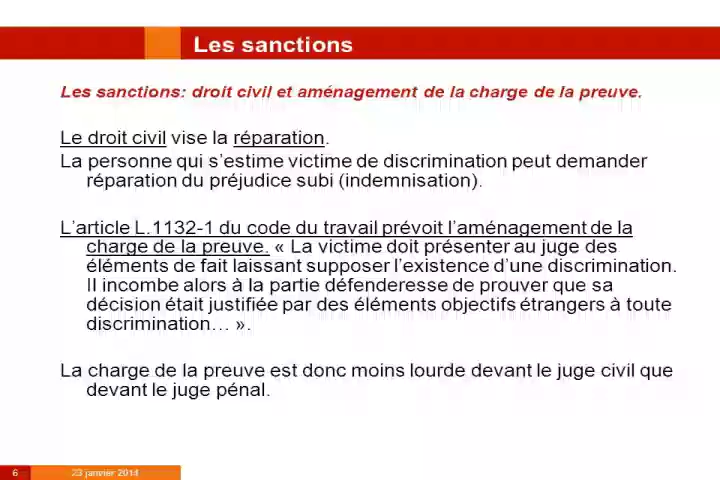 Les sanctions
Les sanctions: droit civil et aménagement de la charge de la preuve.
Le droit civil vise la réparation.
La personne qui s’estime victime de discrimination peut demander
réparation du préjudice subi (indemnisation).
L’article L.1132-1 du code du travail prévoit l’aménagement de la
charge de la preuve. « La victime doit présenter au juge des
éléments de fait laissant supposer l’existence d’une discrimination.
Il incombe alors à la partie défenderesse de prouver que sa
décision était justifiée par des éléments objectifs étrangers à toute
discrimination… ».
La charge de la preuve est donc moins lourde devant le juge civil que
devant le juge pénal.
6 23 janvier 2014